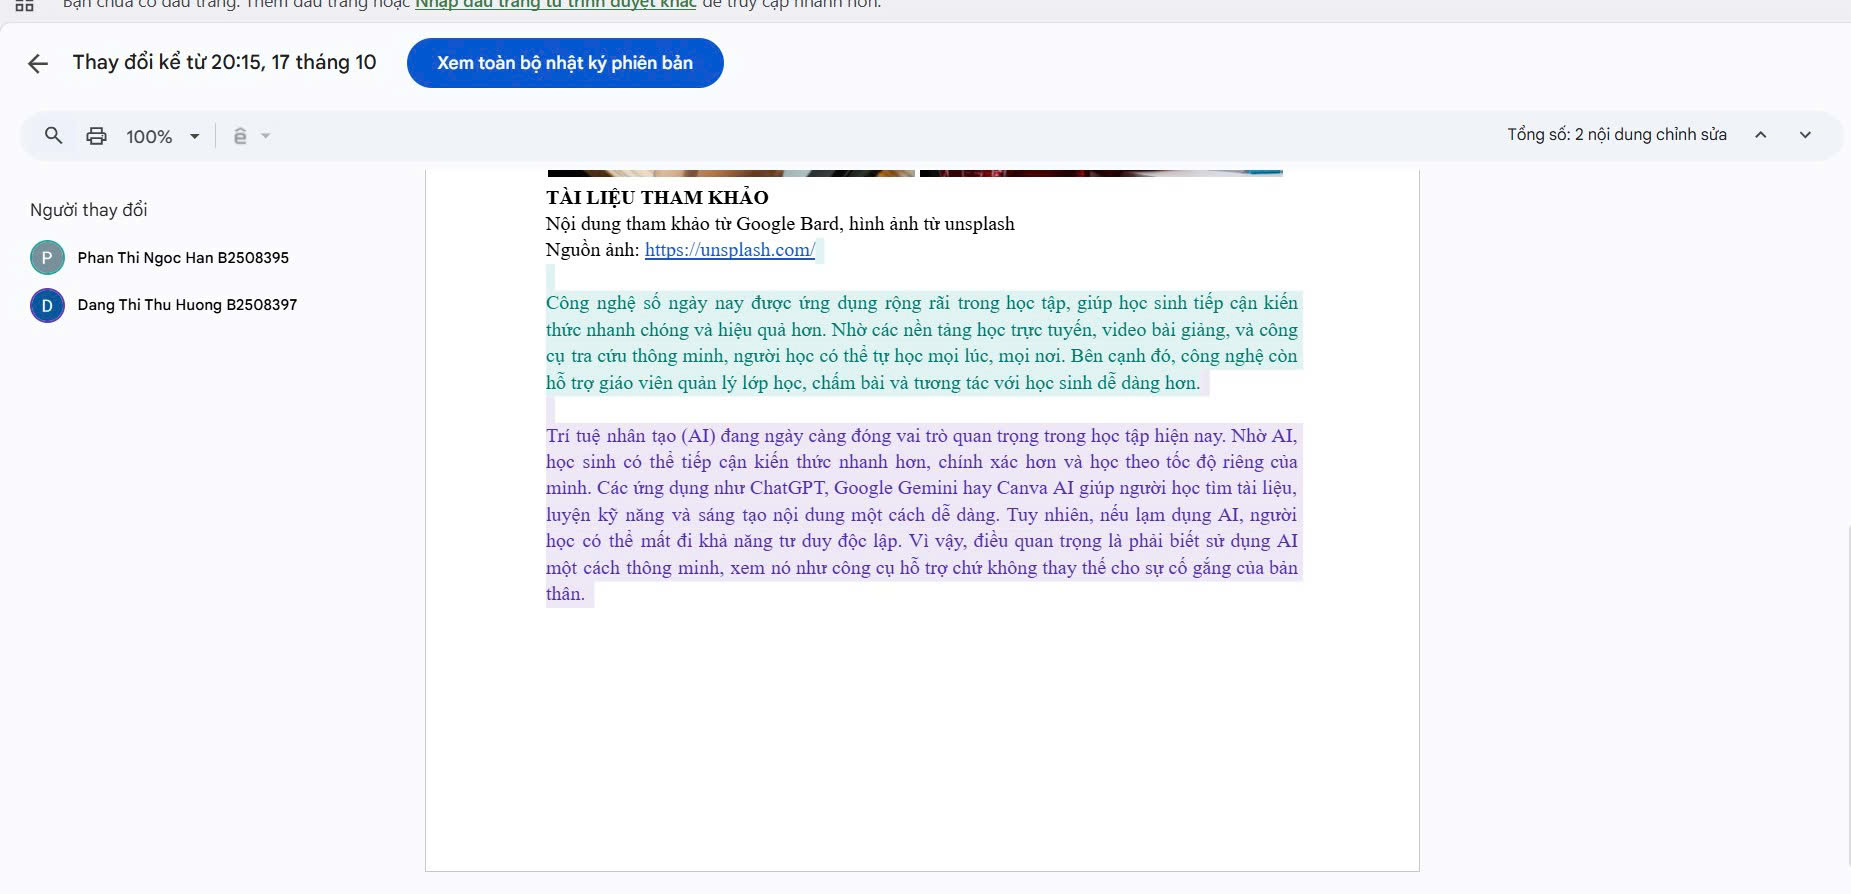 Bạn chưa có dấu trang. Thêm dấu trang hoặc Nhập dấu trang từ trình duyệt khác để truy cập nhanh hơn.
Thay đổi kể từ 20:15, 17 tháng 10
Xem toàn bộ nhật ký phiên bản
100%
ê
Tổng số: 2 nội dung chỉnh sửa
Người thay đổi
P
Phan Thi Ngoc Han B2508395
D
Dang Thi Thu Huong B2508397
TÀI LIỆU THAM KHẢO
Nội dung tham khảo từ Google Bard, hình ảnh từ unsplash
Nguồn ảnh: https://unsplash.com/
Công nghệ số ngày nay được ứng dụng rộng rãi trong học tập, giúp học sinh tiếp cận kiến
thức nhanh chóng và hiệu quả hơn. Nhờ các nền tảng học trực tuyến, video bài giảng, và công
cụ tra cứu thông minh, người học có thể tự học mọi lúc, mọi nơi. Bên cạnh đó, công nghệ còn
hỗ trợ giáo viên quản lý lớp học, chấm bài và tương tác với học sinh dễ dàng hơn.
Trí tuệ nhân tạo (AI) đang ngày càng đóng vai trò quan trọng trong học tập hiện nay. Nhờ AI,
học sinh có thể tiếp cận kiến thức nhanh hơn, chính xác hơn và học theo tốc độ riêng của
mình. Các ứng dụng như ChatGPT, Google Gemini hay Canva AI giúp người học tìm tài liệu,
luyện kỹ năng và sáng tạo nội dung một cách dễ dàng. Tuy nhiên, nếu lạm dụng AI, người
học có thể mất đi khả năng tư duy độc lập. Vì vậy, điều quan trọng là phải biết sử dụng AI
một cách thông minh, xem nó như công cụ hỗ trợ chứ không thay thế cho sự cố gắng của bản
thân.